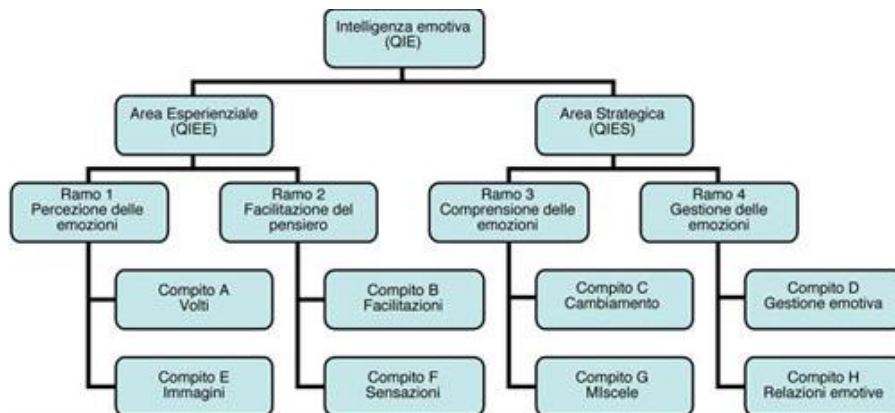 Intelligenza emotiva
(QIE)
Area Esperienziale
(QIEE)
Area Strategica
(QIES)
Ramo 1
Percezione delle
emozioni
Ramo 2
Facilitazione del
pensiero
Ramo 3
Comprensione delle
emozioni
Ramo 4
Gestione delle
emozioni
Compito A
Volti
Compito B
Facilitazioni
Compito C
Cambiamento
Compito D
Gestione emotiva
Compito E
Immagini
Compito F
Sensazioni
Compito G
MIscele
Compito H
Relazioni emotive